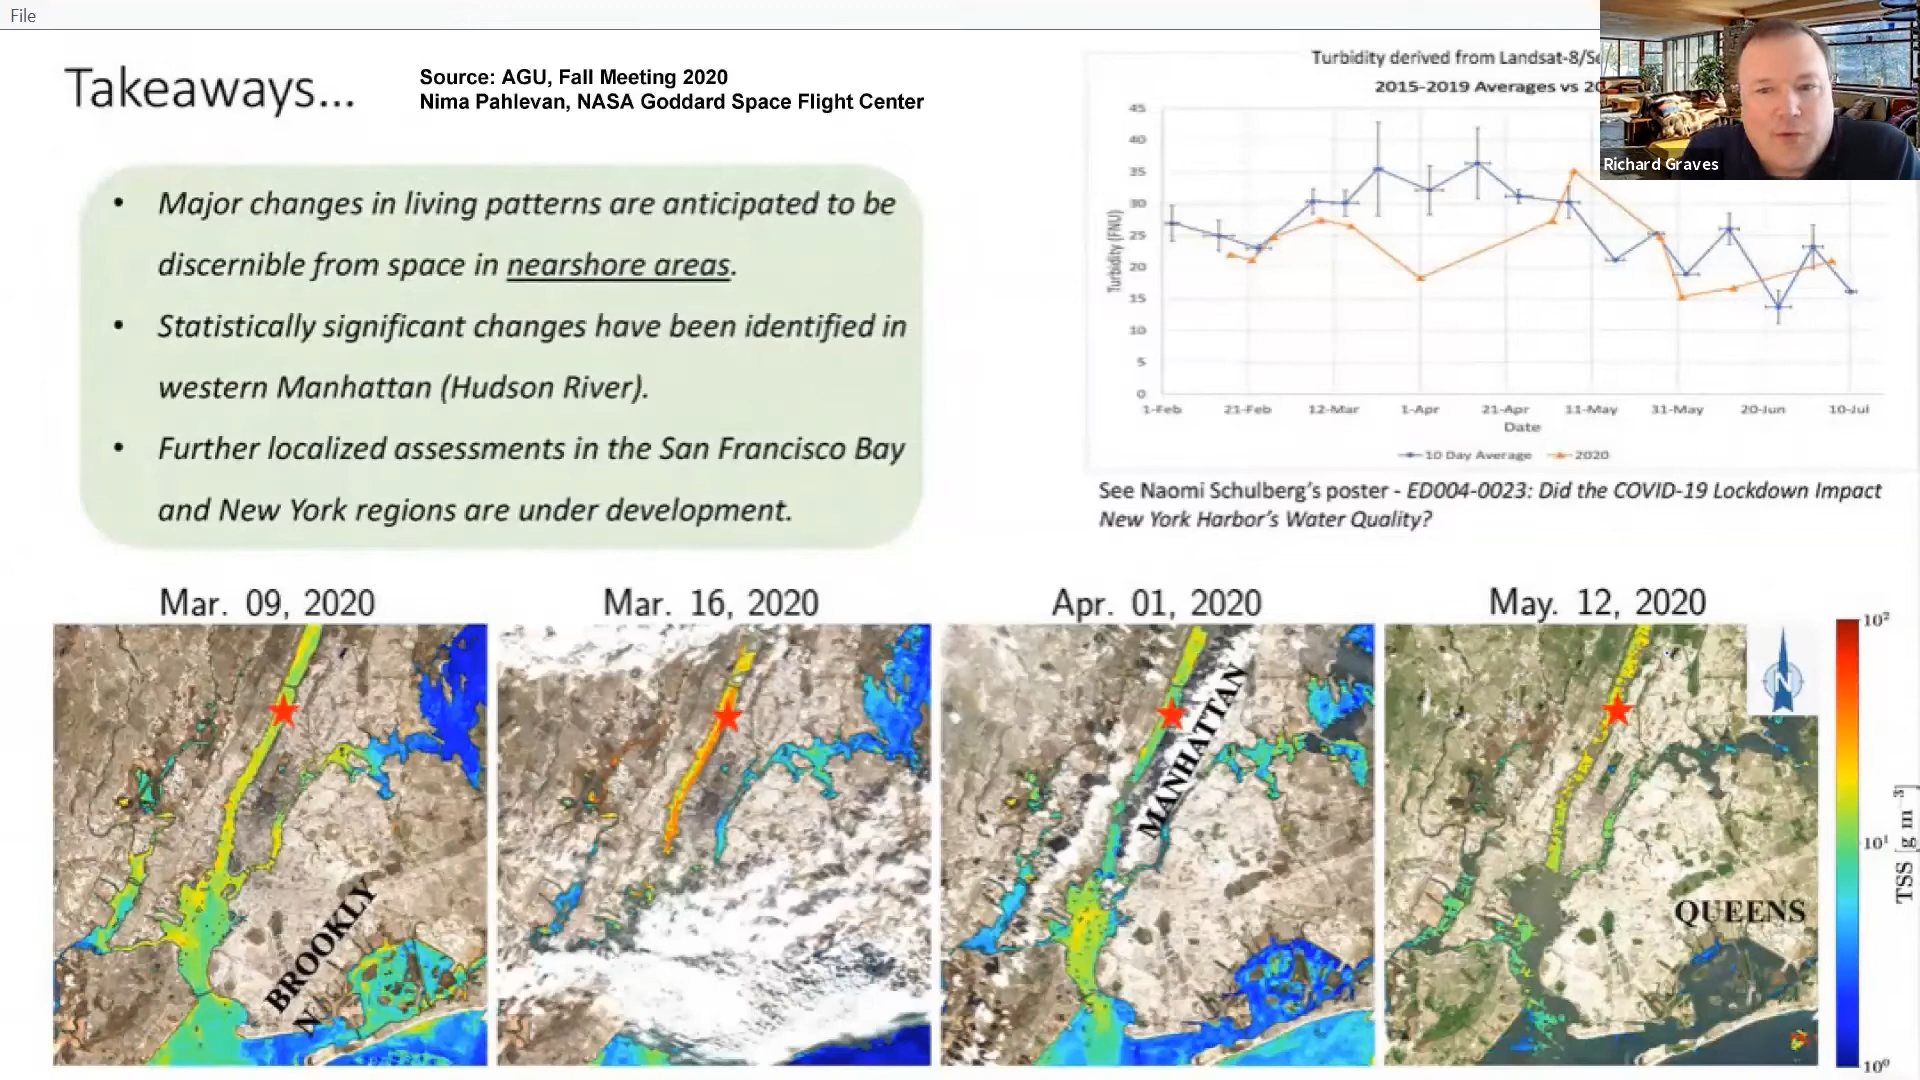 File
Takeaways...
Source: AGU, Fall Meeting 2020
Nima Pahlevan, NASA Goddard Space Flight Center
• Major changes in living patterns are anticipated to be
discernible from space in nearshore areas.
• Statistically significant changes have been identified in
western Manhattan (Hudson River).
• Further localized assessments in the San Francisco Bay
and New York regions are under development.
Turbidity derived from Landsat-8/Se
2015-2019 Averages vs 20
Richard Graves
45
40
35
30
25
20
15
10
5
0
Turbidity (FNU)
1-Feb 21-Feb 12-Mar 1-Apr 21-Apr 11-May 31-May 20-Jun 10-Jul
Date
10 Day Average 2020
See Naomi Schulberg's poster - ED004-0023: Did the COVID-19 Lockdown Impact
New York Harbor's Water Quality?
Mar. 09, 2020 Mar. 16, 2020 Apr. 01, 2020 May. 12, 2020
BROOKLY
N
MANHATTAN
QUEENS
N
10²
10¹
10⁰
TSS [g m⁻³]